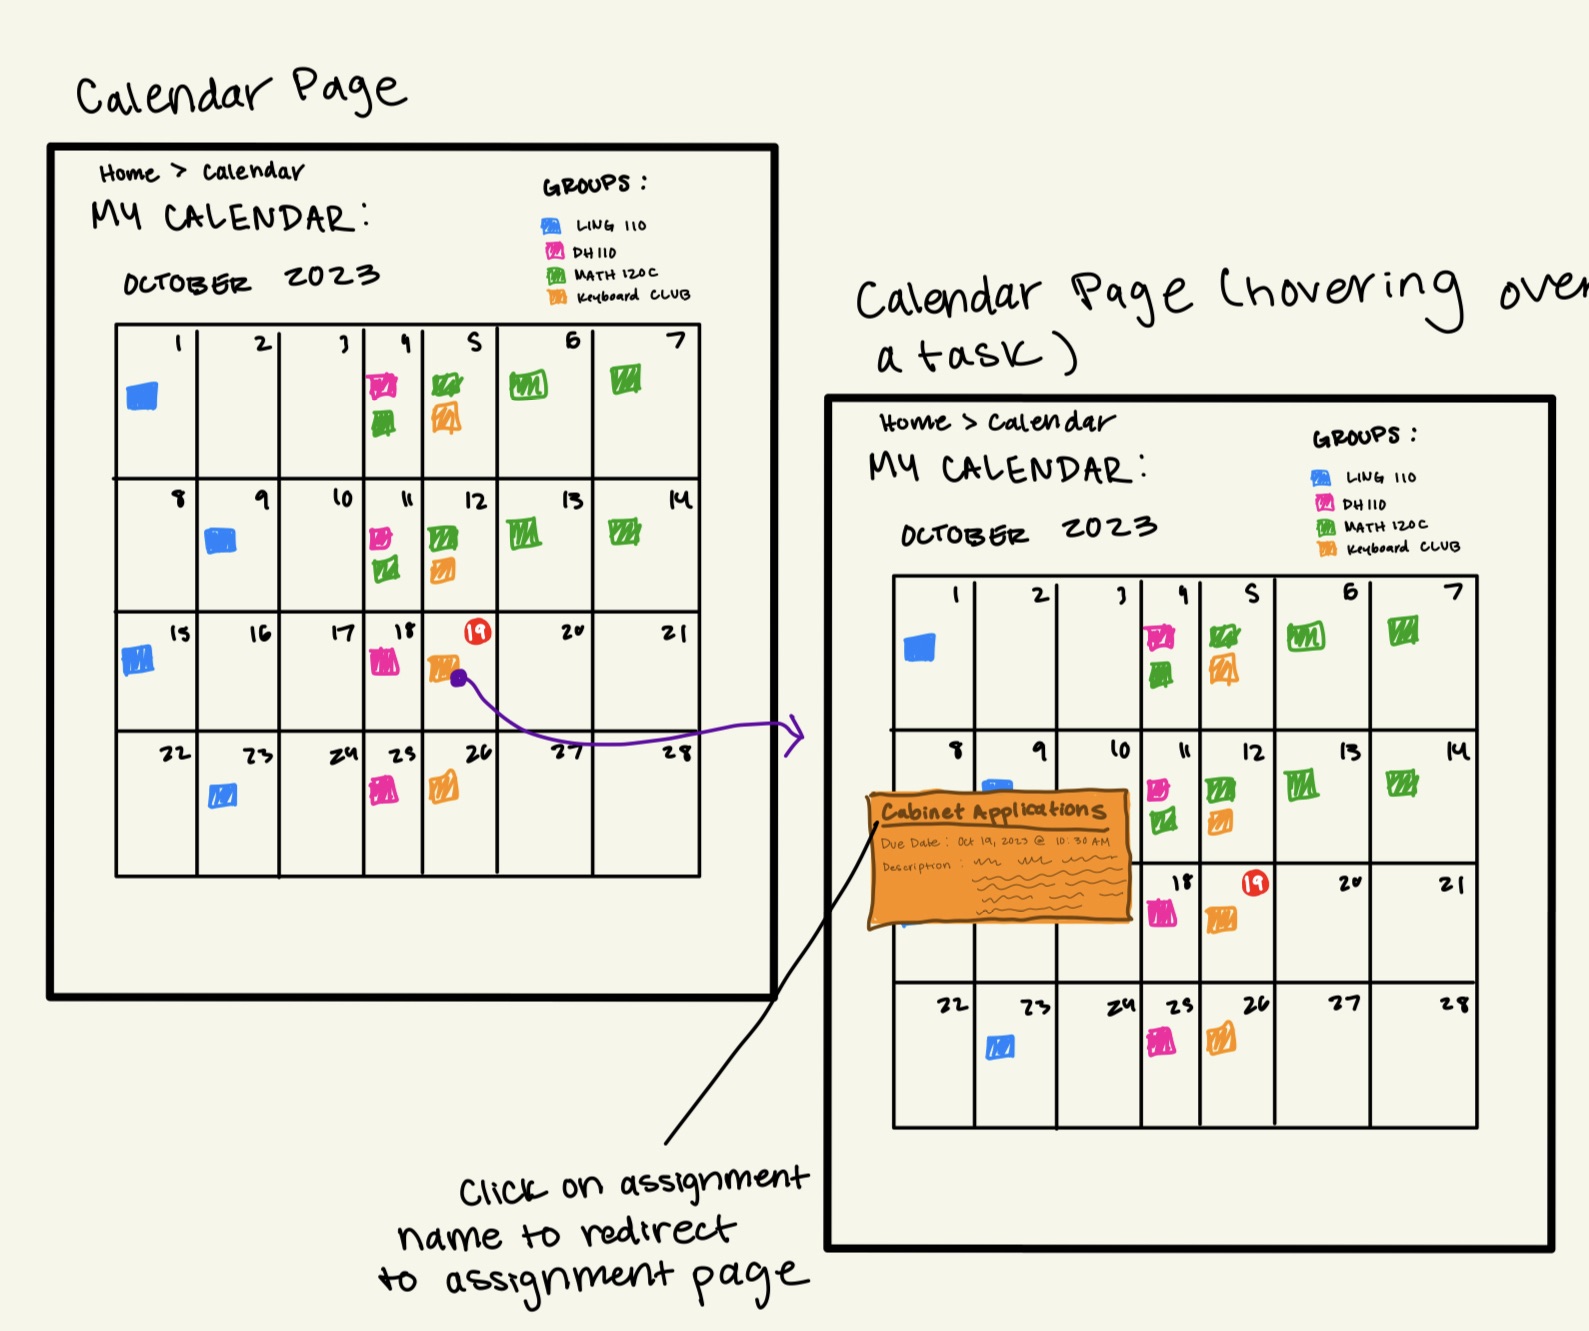 Calendar Page
Home > Calendar
MY CALENDAR:
OCTOBER 2023
GROUPS:
LING 110
DH 110
MATH 120C
Keyboard CLUB
1 2 3 4 5 6 7
8 9 10 11 12 13 14
15 16 17 18 19 20 21
22 23 24 25 26 27 28
Calendar Page (hovering over
a task)
Home > Calendar
MY CALENDAR:
OCTOBER 2023
GROUPS:
LING 110
DH 110
MATH 120C
Keyboard CLUB
1 2 3 4 5 6 7
8 9 10 11 12 13 14
Cabinet Applications
Due Date: Oct 19, 2023 @ 10:30 AM
Description:
18 19 20 21
22 23 24 25 26 27 28
Click on assignment
name to redirect
to assignment page